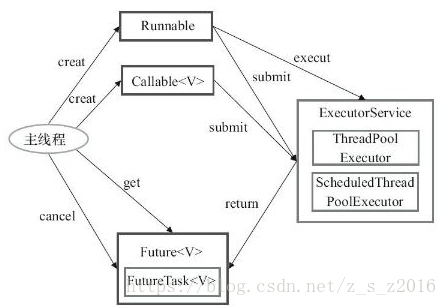 Runnable
creat
execut
submit
Callable<V>
creat
ExecutorService
submit
ThreadPool
Executor
主线程
ScheduledThread
PoolExecutor
get
return
cancel
Future<V>
FutureTask<V>
https://blog.csdn.net/z_s_z2016